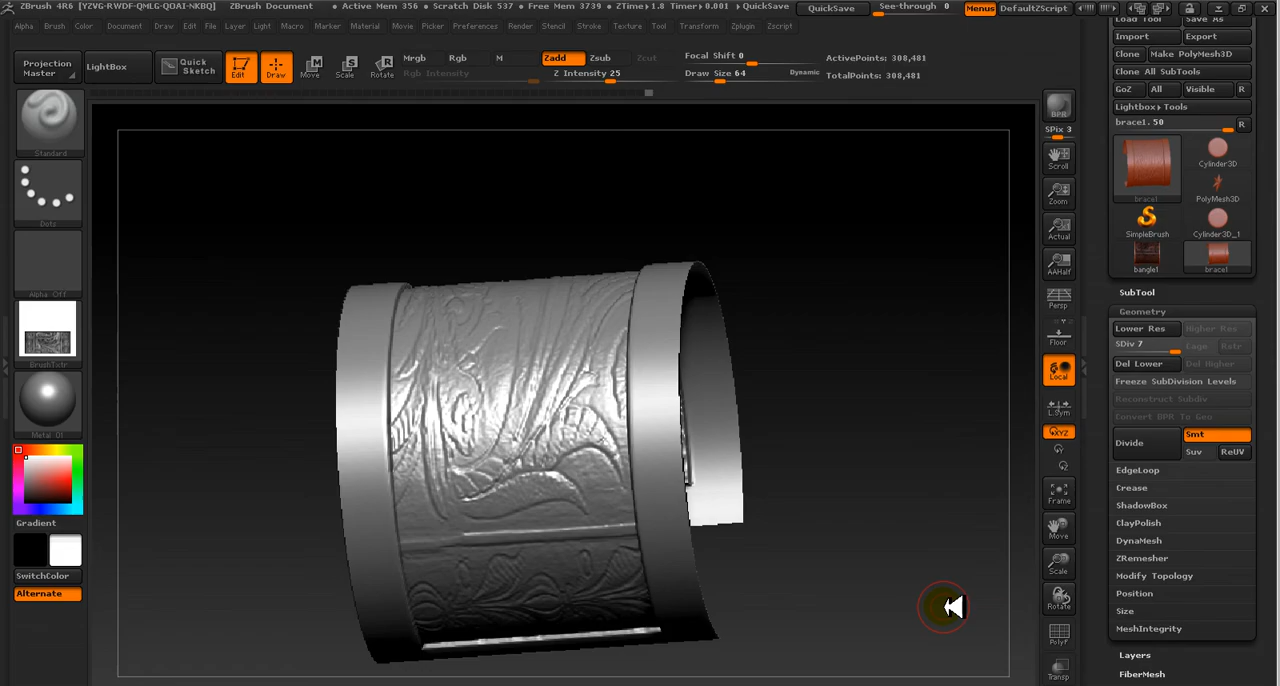 ZBrush 4R6 [YZVG-RWDF-QMLG-QOAI-NKBQ] ZBrush Document • Active Mem 356 • Scratch Disk 537 • Free Mem 3739 • ZTime▸1.8 Timer▸0.001 •QuickSave QuickSave See-through 0 Menus DefaultZScript
Alpha Brush Color Document Draw Edit File Layer Light Macro Marker Material Movie Picker Preferences Render Stencil Stroke Texture Tool Transform Zplugin Zscript
Projection Master
LightBox
Quick Sketch
Edit
Draw
Move
Scale
Rotate
Mrgb Rgb M
Rgb Intensity
Zadd Zsub Zcut
Z Intensity 25
Focal Shift 0
Draw Size 64 Dynamic
ActivePoints: 308,481
TotalPoints: 308,481
Standard
Dots
Alpha Off
BrushTxtr
Metal 01
Gradient
SwitchColor
Alternate
BPR
SPix 3
Scroll
Zoom
Actual
AAHalf
Persp
Floor
Local
L.Sym
XYZ
Frame
Move
Scale
Rotate
PolyF
Transp
Load Tool Save As
Import Export
Clone Make PolyMesh3D
Clone All SubTools
GoZ All Visible R
Lightbox▸Tools
brace1. 50 R
brace1
Cylinder3D
PolyMesh3D
SimpleBrush Cylinder3D_1
bangle1 brace1
SubTool
Geometry
Lower Res Higher Res
SDiv 7 Cage Rstr
Del Lower Del Higher
Freeze SubDivision Levels
Reconstruct Subdiv
Convert BPR To Geo
Divide Smt
Suv ReUV
EdgeLoop
Crease
ShadowBox
ClayPolish
DynaMesh
ZRemesher
Modify Topology
Position
Size
MeshIntegrity
Layers
FiberMesh